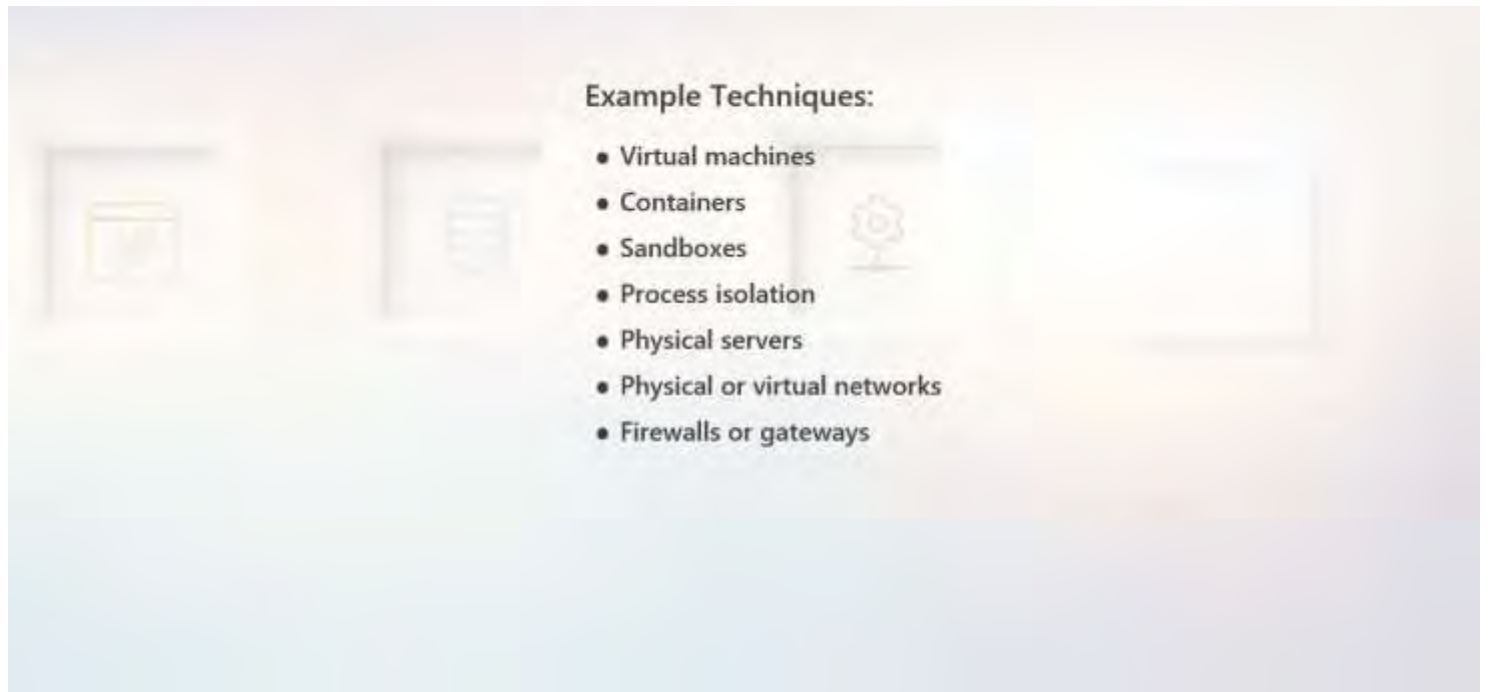 Example Techniques:
• Virtual machines
• Containers
• Sandboxes
• Process isolation
• Physical servers
• Physical or virtual networks
• Firewalls or gateways